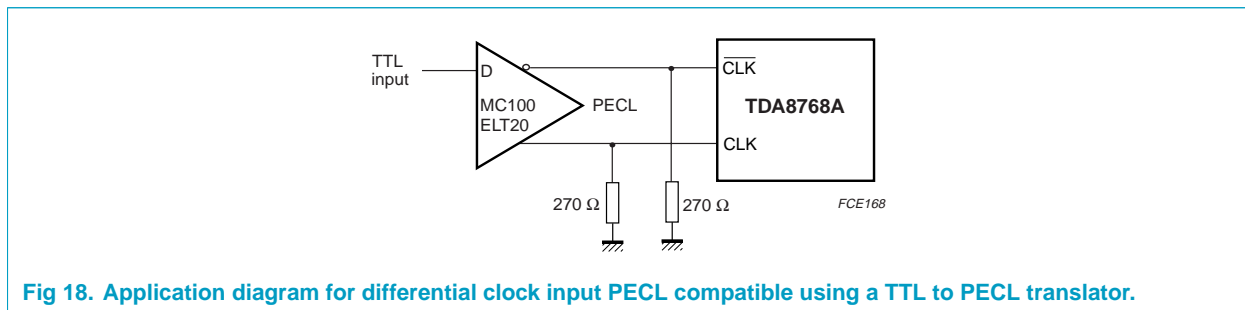 TTL
input
D
MC100
ELT20
PECL
CLK
TDA8768A
CLK
270 Ω
270 Ω
FCE168
Fig 18. Application diagram for differential clock input PECL compatible using a TTL to PECL translator.